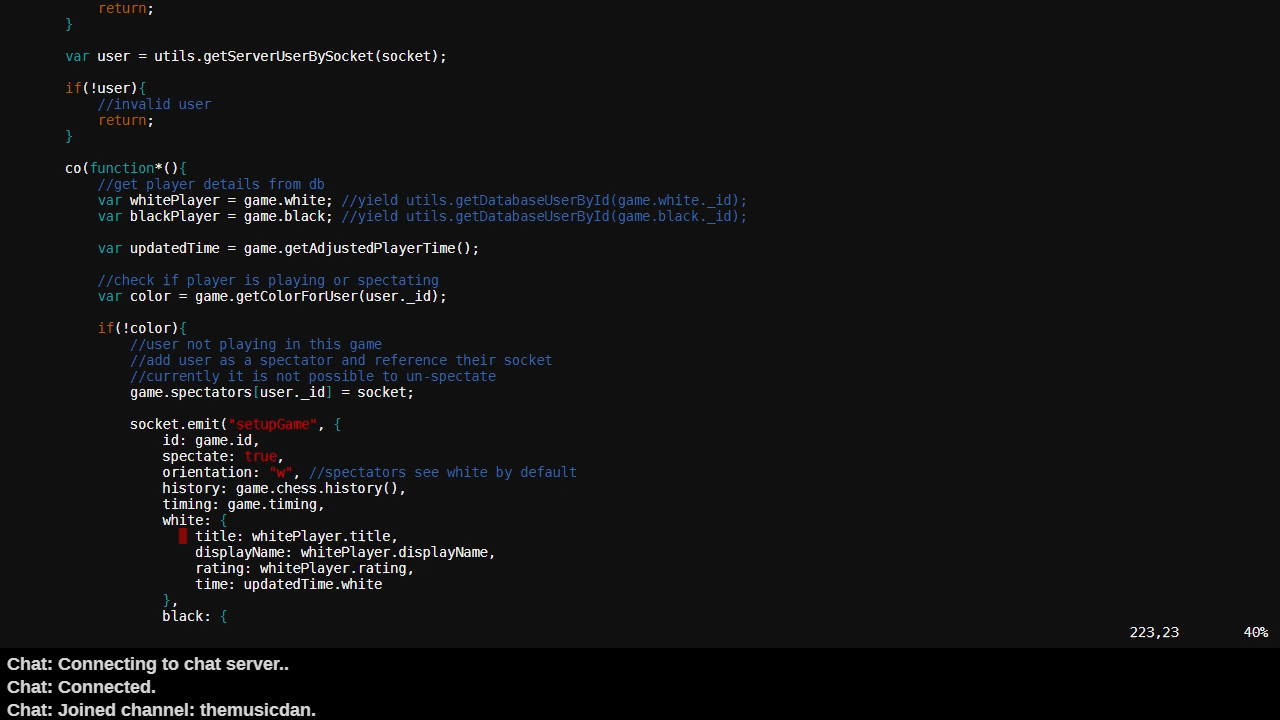 return;
}
var user = utils.getServerUserBySocket(socket);
if(!user){
//invalid user
return;
}
co(function*(){
//get player details from db
var whitePlayer = game.white; //yield utils.getDatabaseUserById(game.white._id);
var blackPlayer = game.black; //yield utils.getDatabaseUserById(game.black._id);
var updatedTime = game.getAdjustedPlayerTime();
//check if player is playing or spectating
var color = game.getColorForUser(user._id);
if(!color){
//user not playing in this game
//add user as a spectator and reference their socket
//currently it is not possible to un-spectate
game.spectators[user._id] = socket;
socket.emit("setupGame", {
id: game.id,
spectate: true,
orientation: "w", //spectators see white by default
history: game.chess.history(),
timing: game.timing,
white: {
title: whitePlayer.title,
displayName: whitePlayer.displayName,
rating: whitePlayer.rating,
time: updatedTime.white
},
black: {
223,23 40%
Chat: Connecting to chat server..
Chat: Connected.
Chat: Joined channel: themusicdan.